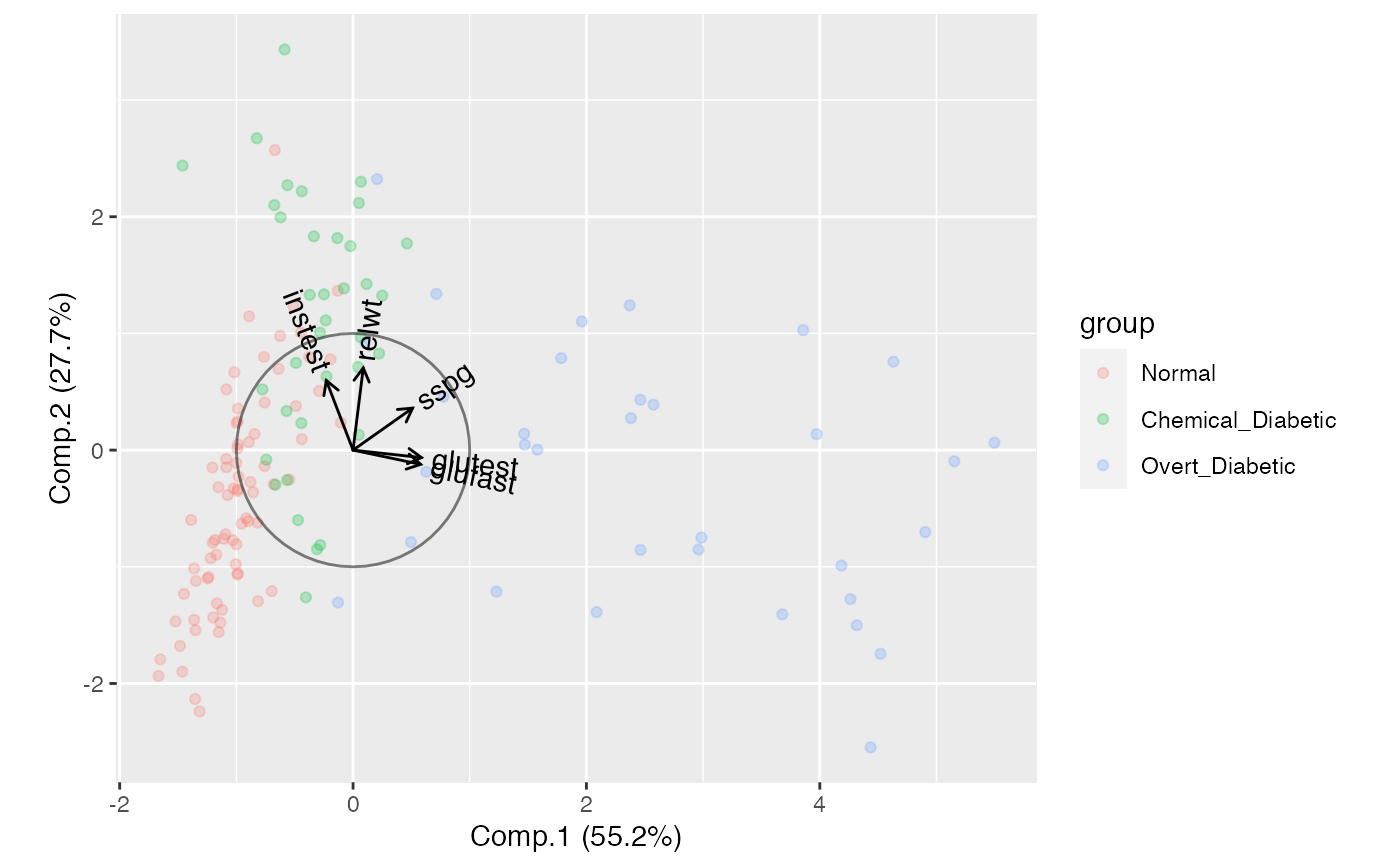 2
0
-2
-2
0
2
4
Comp.1 (55.2%)
Comp.2 (27.7%)
instest
relwt
sspg
glutest
glufast
group
Normal
Chemical_Diabetic
Overt_Diabetic